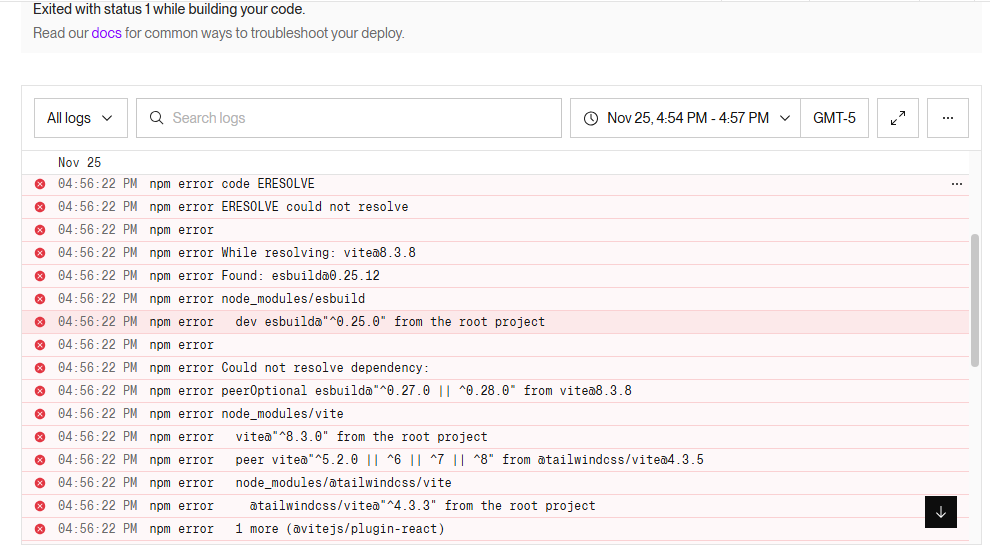 Exited with status 1 while building your code.
Read our docs for common ways to troubleshoot your deploy.
All logs
Search logs
Nov 25, 4:54 PM - 4:57 PM
GMT-5
Nov 25
04:56:22 PM npm error code ERESOLVE
04:56:22 PM npm error ERESOLVE could not resolve
04:56:22 PM npm error
04:56:22 PM npm error While resolving: vite@8.3.8
04:56:22 PM npm error Found: esbuild@0.25.12
04:56:22 PM npm error node_modules/esbuild
04:56:22 PM npm error   dev esbuild@"^0.25.0" from the root project
04:56:22 PM npm error
04:56:22 PM npm error Could not resolve dependency:
04:56:22 PM npm error peerOptional esbuild@"^0.27.0 || ^0.28.0" from vite@8.3.8
04:56:22 PM npm error node_modules/vite
04:56:22 PM npm error   vite@"^8.3.0" from the root project
04:56:22 PM npm error   peer vite@"^5.2.0 || ^6 || ^7 || ^8" from @tailwindcss/vite@4.3.5
04:56:22 PM npm error   node_modules/@tailwindcss/vite
04:56:22 PM npm error     @tailwindcss/vite@"^4.3.3" from the root project
04:56:22 PM npm error   1 more (@vitejs/plugin-react)